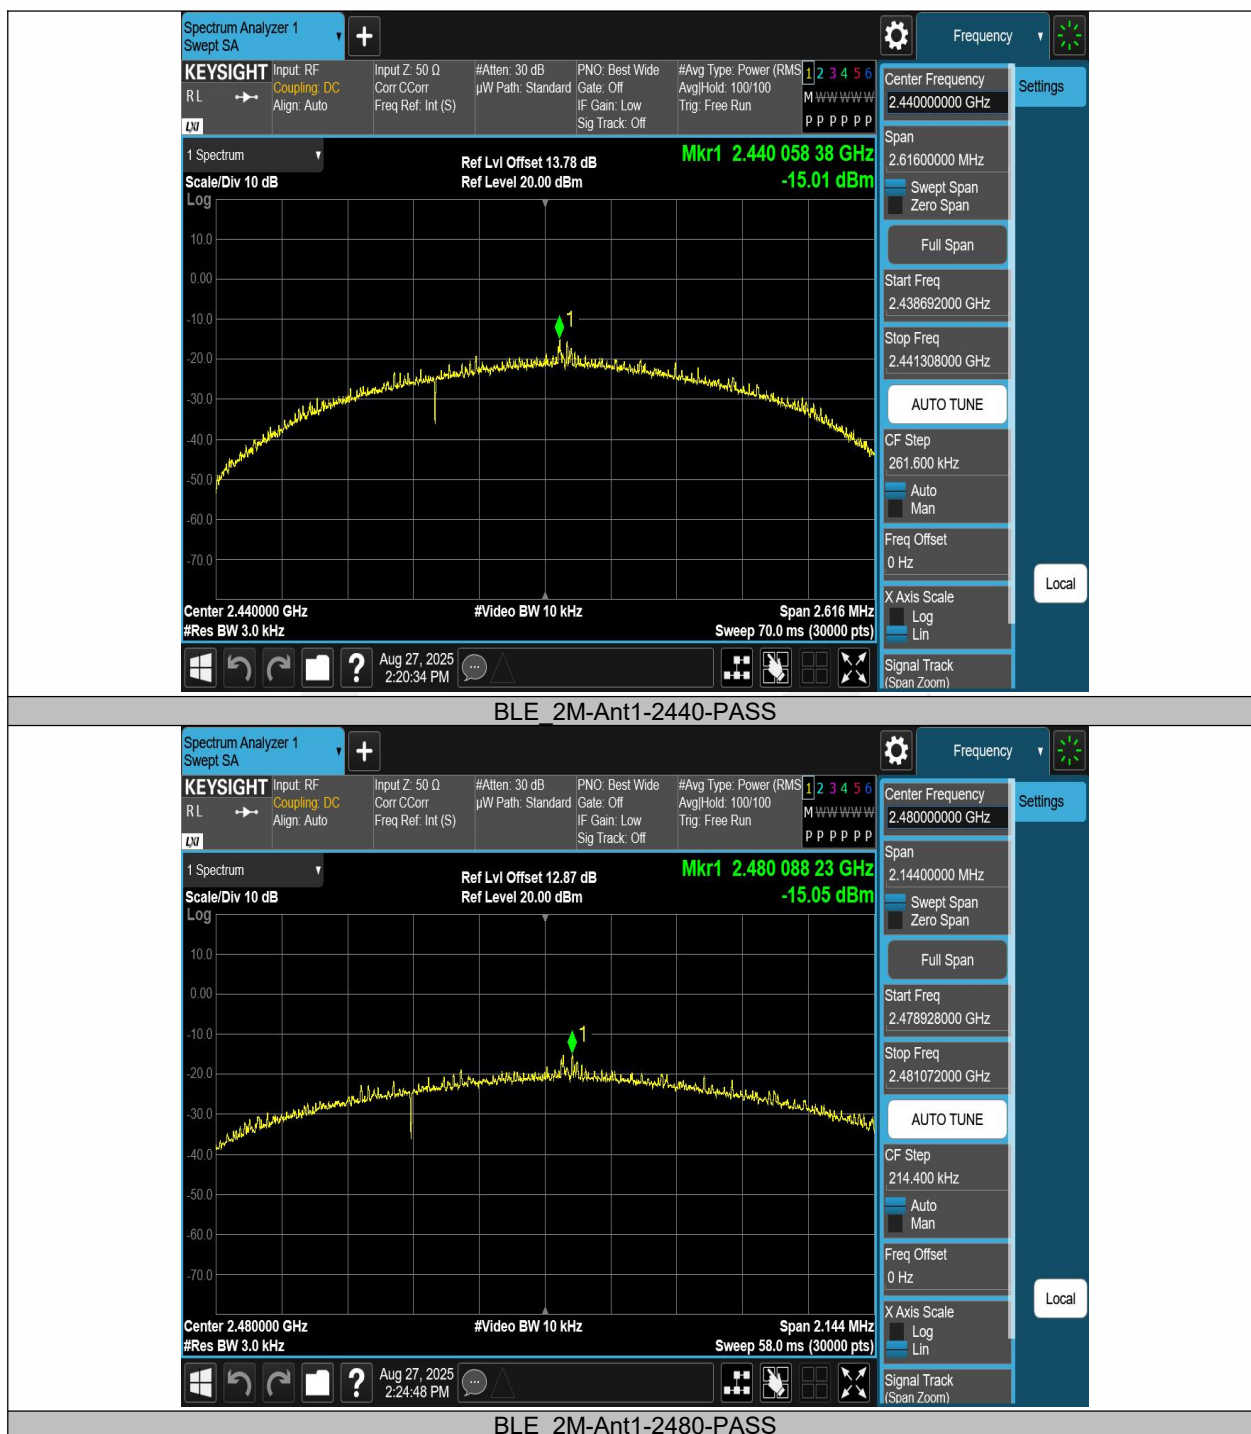 Spectrum Analyzer 1
Swept SA
Frequency
KEYSIGHT
Input: RF
Coupling: DC
Align: Auto
Input Z: 50 Ω
Corr CCorr
Freq Ref: Int (S)
#Atten: 30 dB
µW Path: Standard
PNO: Best Wide
Gate: Off
IF Gain: Low
Sig Track: Off
#Avg Type: Power (RMS
Avg|Hold: 100/100
Trig: Free Run
1 2 3 4 5 6
M W W W W W
P P P P P P
RL
LXI
1 Spectrum
Scale/Div 10 dB
Log
Ref Lvl Offset 13.78 dB
Ref Level 20.00 dBm
Mkr1 2.440 058 38 GHz
-15.01 dBm
10.0
0.00
-10.0
-20.0
-30.0
-40.0
-50.0
-60.0
-70.0
1
Center 2.440000 GHz
#Res BW 3.0 kHz
#Video BW 10 kHz
Span 2.616 MHz
Sweep 70.0 ms (30000 pts)
Aug 27, 2025
2:20:34 PM
Center Frequency
2.440000000 GHz
Settings
Span
2.61600000 MHz
Swept Span
Zero Span
Full Span
Start Freq
2.438692000 GHz
Stop Freq
2.441308000 GHz
AUTO TUNE
CF Step
261.600 kHz
Auto
Man
Freq Offset
0 Hz
X Axis Scale
Log
Lin
Local
Signal Track
(Span Zoom)
BLE_2M-Ant1-2440-PASS
Spectrum Analyzer 1
Swept SA
Frequency
KEYSIGHT
Input: RF
Coupling: DC
Align: Auto
Input Z: 50 Ω
Corr CCorr
Freq Ref: Int (S)
#Atten: 30 dB
µW Path: Standard
PNO: Best Wide
Gate: Off
IF Gain: Low
Sig Track: Off
#Avg Type: Power (RMS
Avg|Hold: 100/100
Trig: Free Run
1 2 3 4 5 6
M W W W W W
P P P P P P
RL
LXI
1 Spectrum
Scale/Div 10 dB
Log
Ref Lvl Offset 12.87 dB
Ref Level 20.00 dBm
Mkr1 2.480 088 23 GHz
-15.05 dBm
10.0
0.00
-10.0
-20.0
-30.0
-40.0
-50.0
-60.0
-70.0
1
Center 2.480000 GHz
#Res BW 3.0 kHz
#Video BW 10 kHz
Span 2.144 MHz
Sweep 58.0 ms (30000 pts)
Aug 27, 2025
2:24:48 PM
Center Frequency
2.480000000 GHz
Settings
Span
2.14400000 MHz
Swept Span
Zero Span
Full Span
Start Freq
2.478928000 GHz
Stop Freq
2.481072000 GHz
AUTO TUNE
CF Step
214.400 kHz
Auto
Man
Freq Offset
0 Hz
X Axis Scale
Log
Lin
Local
Signal Track
(Span Zoom)
BLE_2M-Ant1-2480-PASS